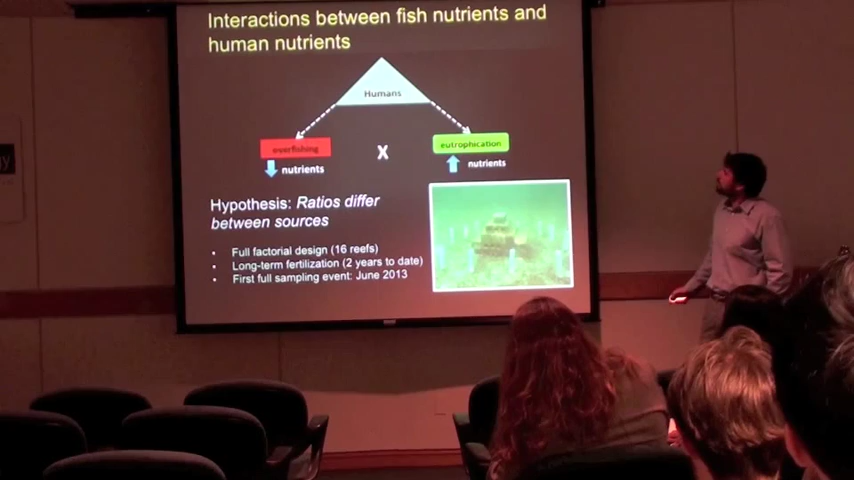 Interactions between fish nutrients and
human nutrients
Humans
overfishing
X
eutrophication
nutrients
nutrients
Hypothesis: Ratios differ
between sources
• Full factorial design (16 reefs)
• Long-term fertilization (2 years to date)
• First full sampling event: June 2013